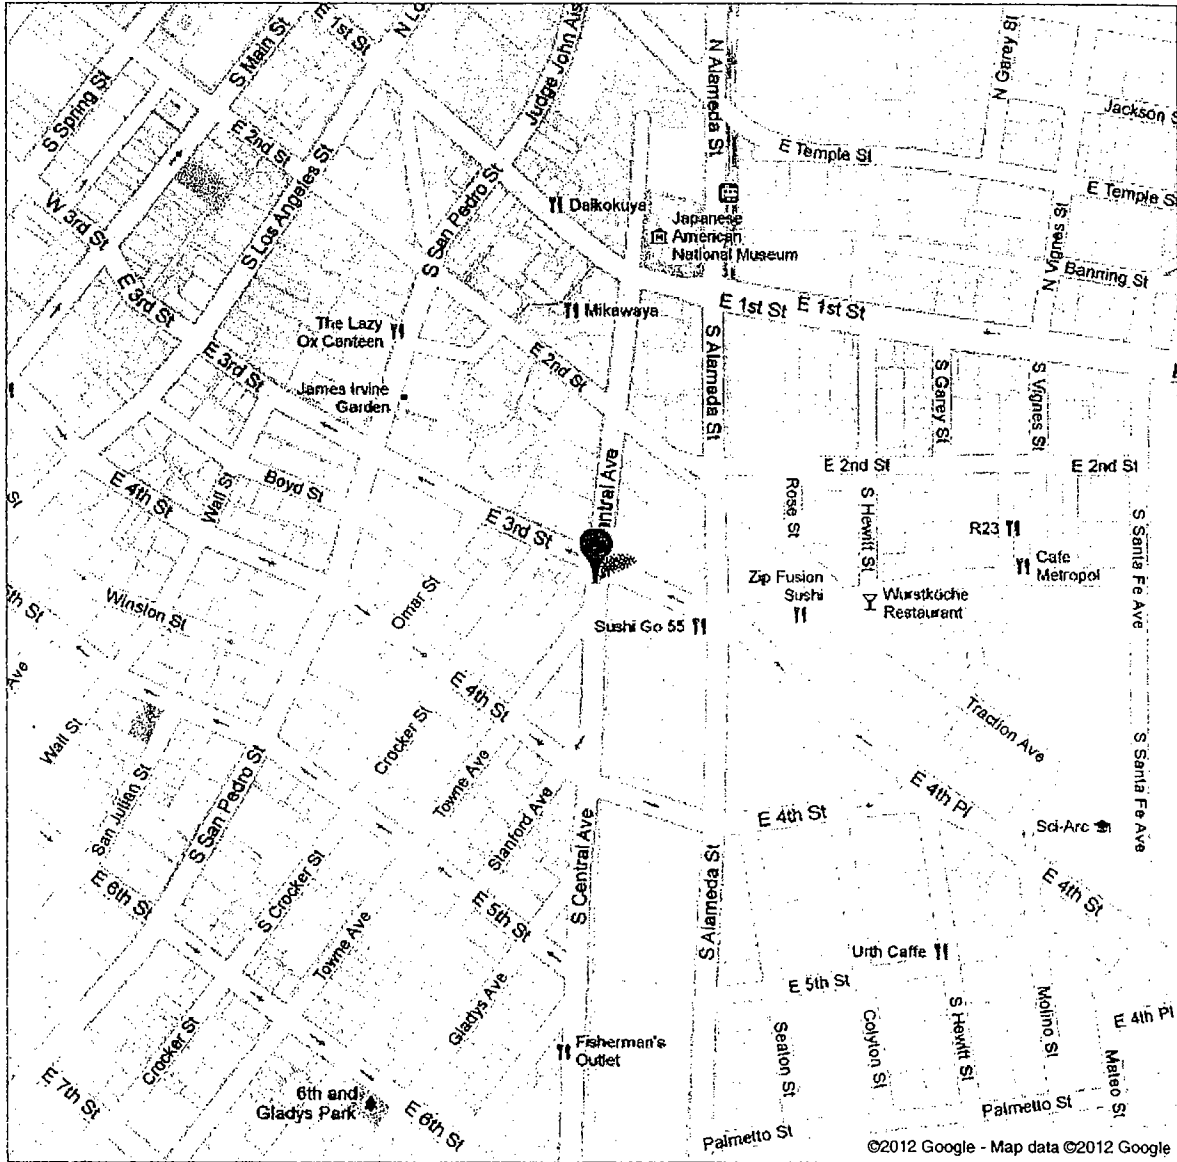 1st St
N Lo
S Main St
S Spring St
Judge John Ais
N Alameda St
N Garey St
Jackson S
E 2nd St
E Temple St
E Temple St
W 3rd St
S Los Angeles St
S San Pedro St
Daikokuya
Japanese
American
National Museum
N Vignes St
Banning St
E 3rd St
The Lazy
Ox Canteen
Mikawaya
E 1st St
E 1st St
E 3rd St
James Irvine
Garden
E 2nd St
S Alameda St
S Garey St
S Vignes St
E 4th St
Wall St
Boyd St
St
E 3rd St
ntral Ave
E 2nd St
E 2nd St
Rose St
S Hewitt St
R23
S Santa Fe Ave
Cafe
Metropol
5th St
Winston St
Omar St
Zip Fusion
Sushi
Wurstküche
Restaurant
Sushi Go 55
Ave
Wall St
E 4th St
Crocker St
Towne Ave
Traction Ave
S Santa Fe Ave
San Julian St
S San Pedro St
Stanford Ave
E 4th St
E 4th Pl
Sci-Arc
E 6th St
S Crocker St
S Central Ave
S Alameda St
E 4th St
Towne Ave
E 5th St
Urth Caffe
Gladys Ave
E 5th St
Crocker St
Fisherman's
Outlet
Seaton St
Colyton St
S Hewitt St
Molino St
E 4th Pl
Mateo St
E 7th St
6th and
Gladys Park
E 6th St
Palmetto St
Palmetto St
©2012 Google - Map data ©2012 Google